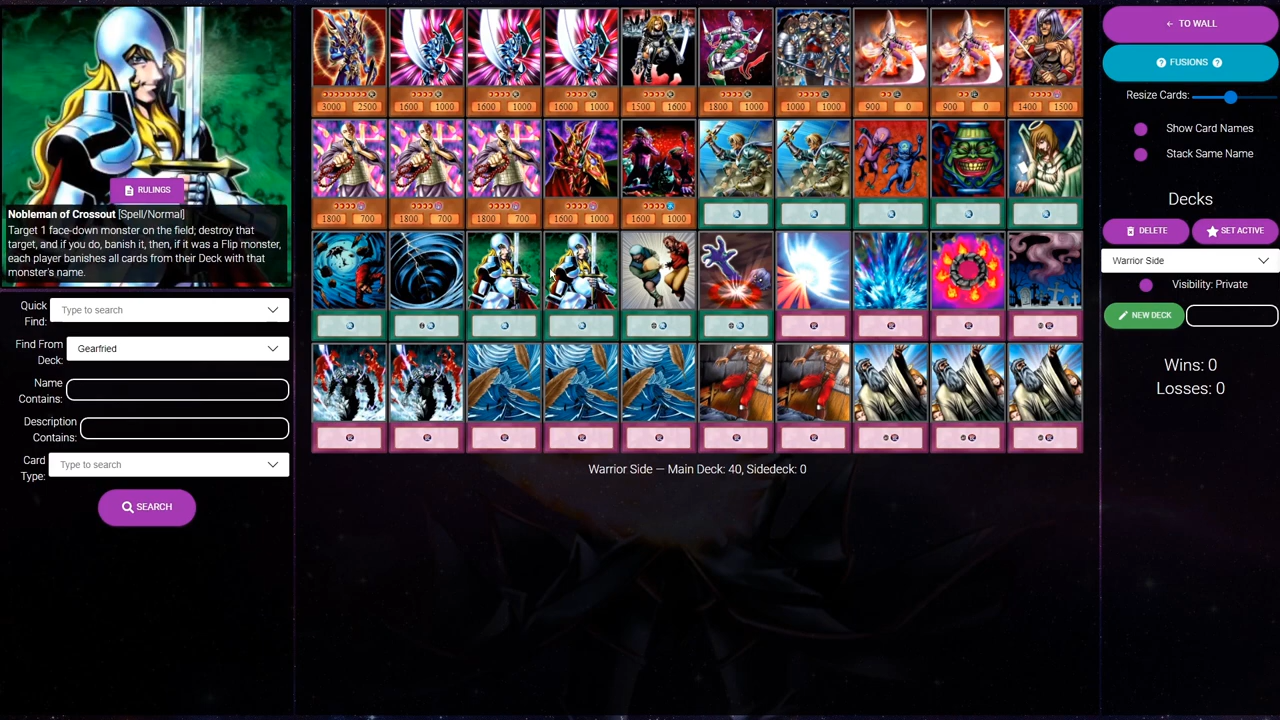 RULINGS
Nobleman of Crossout [Spell/Normal]
Target 1 face-down monster on the field; destroy that
target, and if you do, banish it, then, if it was a Flip monster,
each player banishes all cards from their Deck with that
monster's name.
Quick
Find:
Type to search
Find From
Deck:
Gearfried
Name
Contains:
Description
Contains:
Card
Type:
Type to search
SEARCH
3000 2500
1600 1000
1600 1000
1600 1000
1500 1600
1800 1000
1000 1000
900 0
900 0
1400 1500
1800 700
1800 700
1800 700
1600 1000
1600 1000
Warrior Side — Main Deck: 40, Sidedeck: 0
← TO WALL
FUSIONS
Resize Cards:
Show Card Names
Stack Same Name
Decks
DELETE
SET ACTIVE
Warrior Side
Visibility: Private
NEW DECK
Wins: 0
Losses: 0